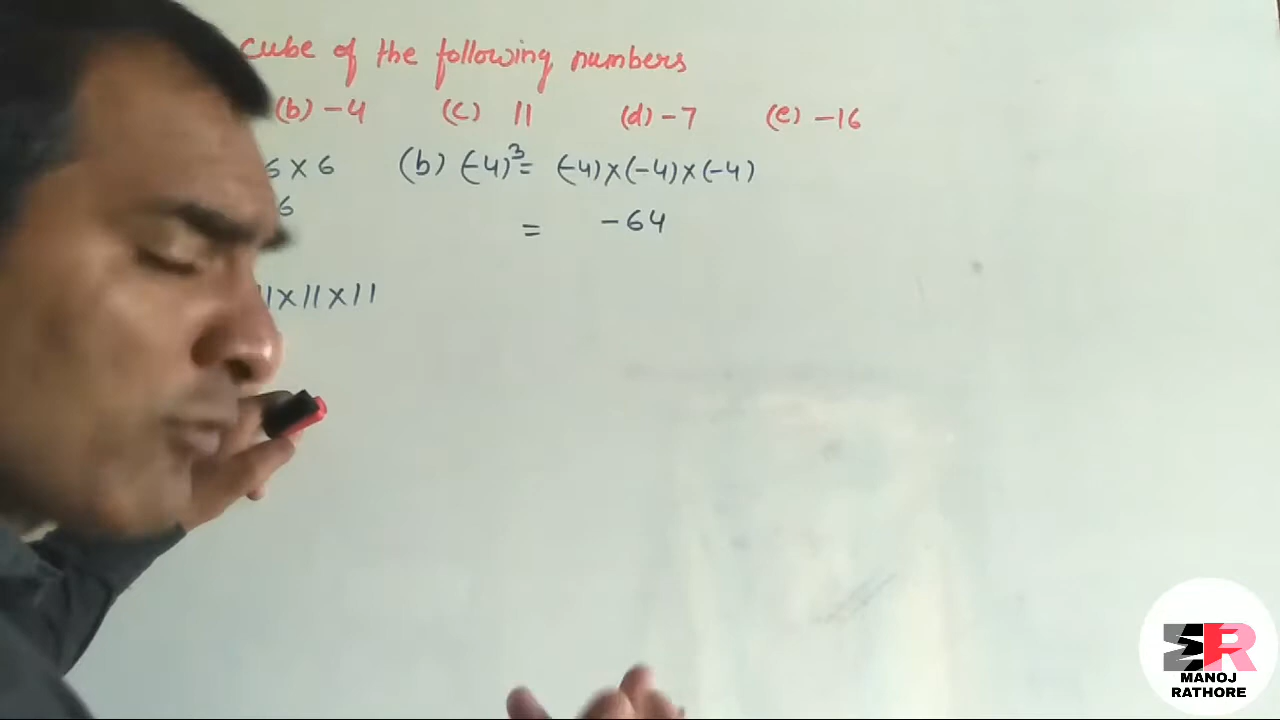 cube of the following numbers
(b) -4 (c) 11 (d) -7 (e) -16
6 × 6 (b) (-4)³ = (-4)×(-4)×(-4)
6 = -64
11×11×11
MANOJ
RATHORE